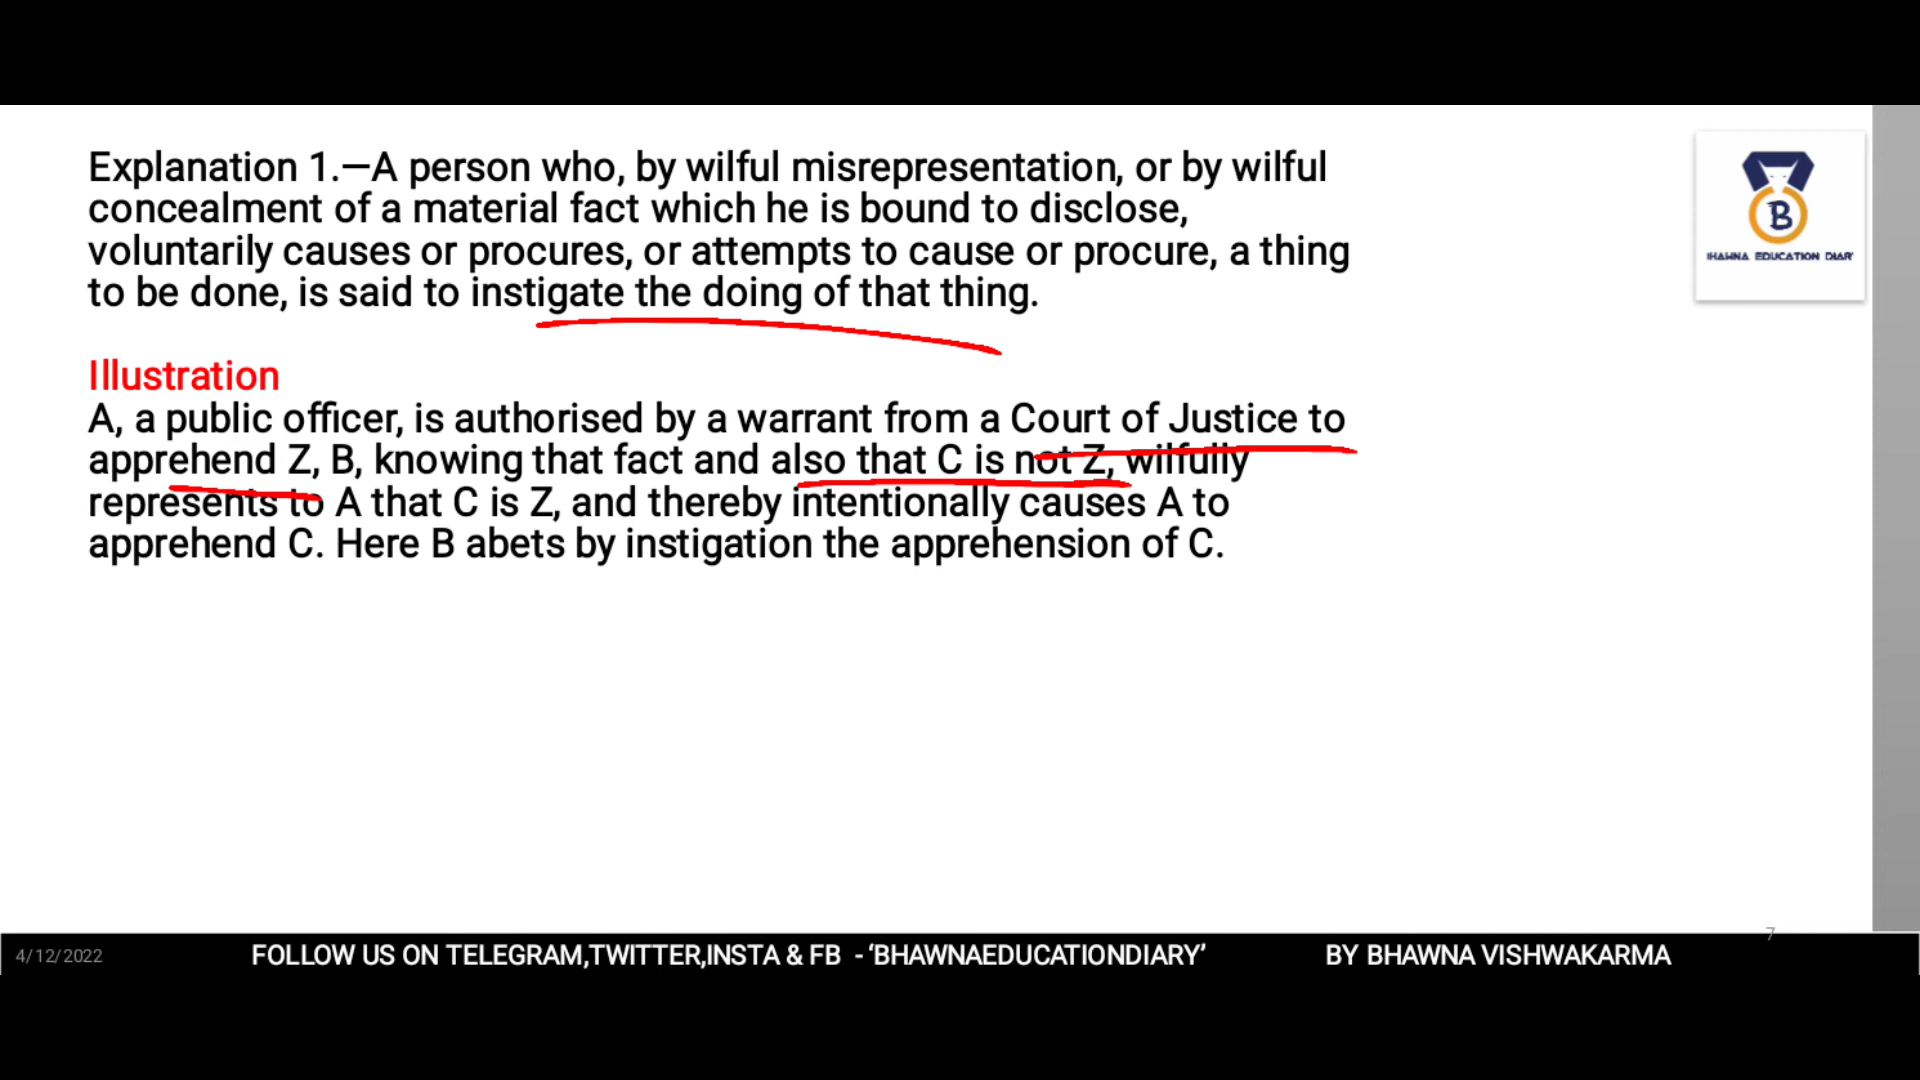 Explanation 1.—A person who, by wilful misrepresentation, or by wilful
concealment of a material fact which he is bound to disclose,
voluntarily causes or procures, or attempts to cause or procure, a thing
to be done, is said to instigate the doing of that thing.
Illustration
A, a public officer, is authorised by a warrant from a Court of Justice to
apprehend Z, B, knowing that fact and also that C is not Z, wilfully
represents to A that C is Z, and thereby intentionally causes A to
apprehend C. Here B abets by instigation the apprehension of C.
B
HAWNA EDUCATION DIAR
7
4/12/2022
FOLLOW US ON TELEGRAM,TWITTER,INSTA & FB - ‘BHAWNAEDUCATIONDIARY’
BY BHAWNA VISHWAKARMA